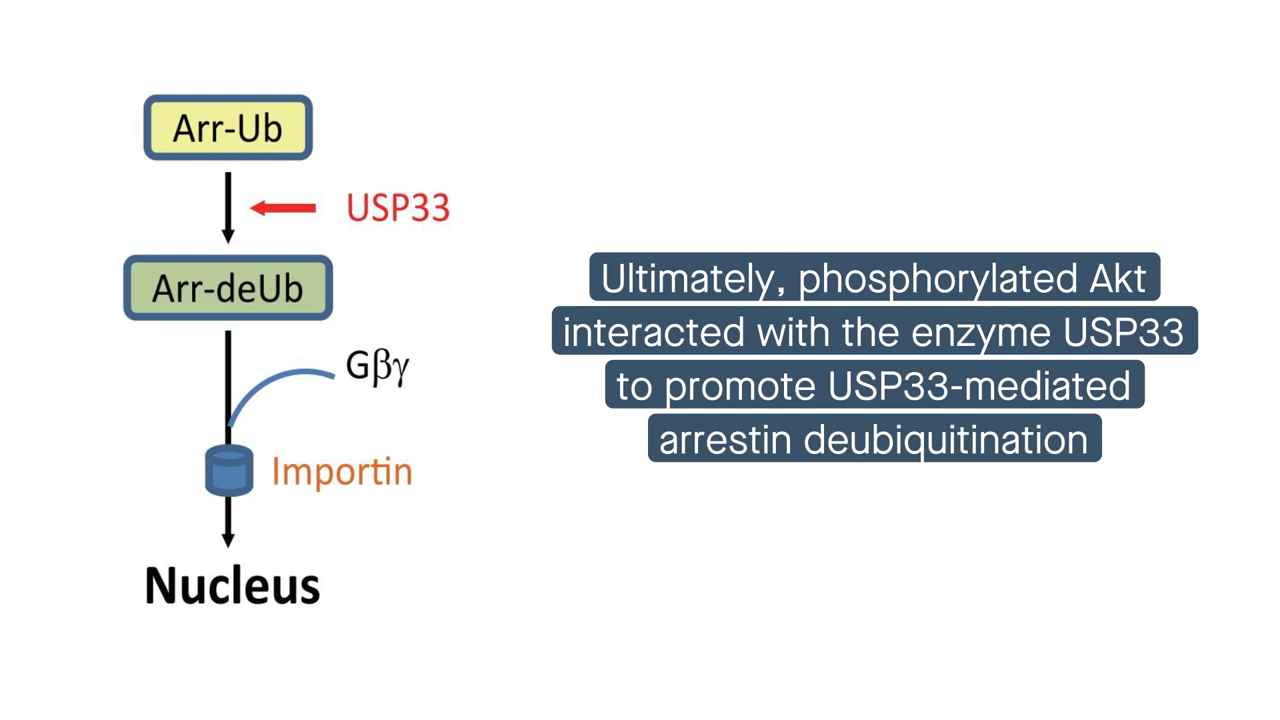 Arr-Ub
USP33
Arr-deUb
Gβγ
Importin
Nucleus
Ultimately, phosphorylated Akt
interacted with the enzyme USP33
to promote USP33-mediated
arrestin deubiquitination